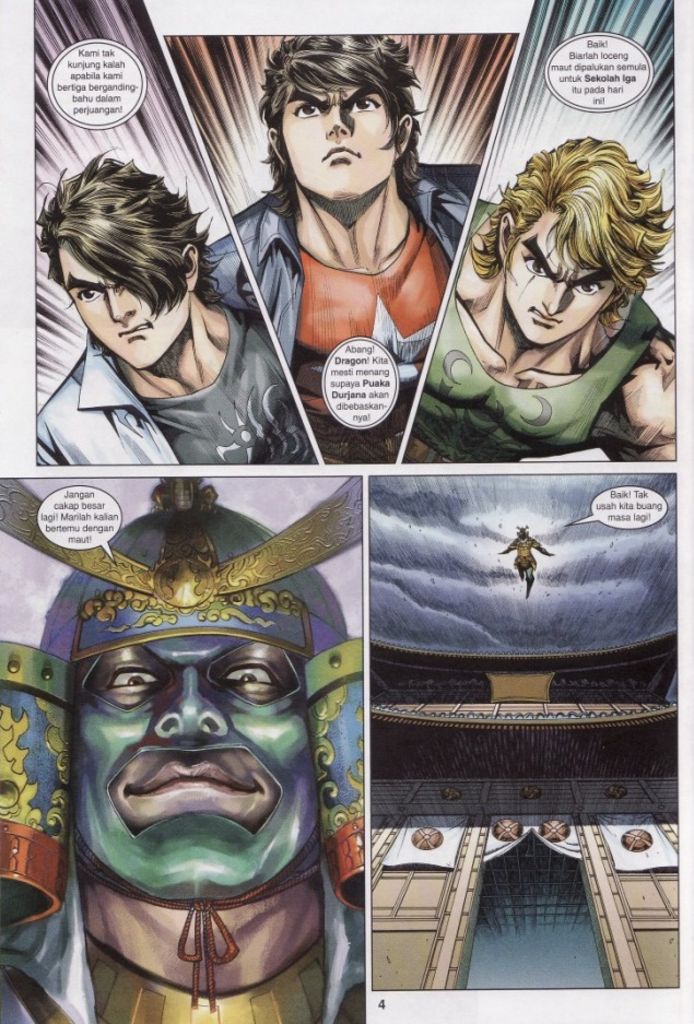 Kami tak
kunjung kalah
apabila kami
bertiga berganding-
bahu dalam
perjuangan!
Abang!
Dragon! Kita
mesti menang
supaya Puaka
Durjana akan
dibebaskan-
nya!
Baik!
Biarlah loceng
maut dipalukan semula
untuk Sekolah Iga
itu pada hari
ini!
Jangan
cakap besar
lagi! Marilah kalian
bertemu dengan
maut!
Baik! Tak
usah kita buang
masa lagi!
4